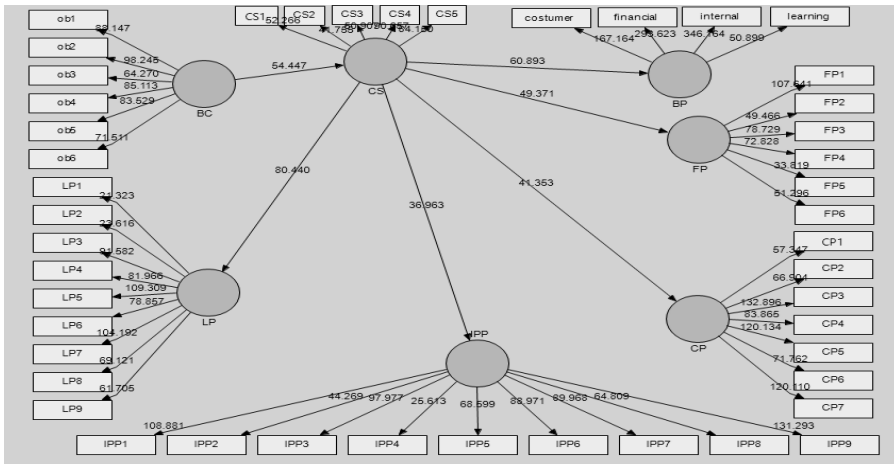 ob1
ob2
ob3
ob4
ob5
ob6
88.147
98.245
64.270
85.113
83.529
71.511
BC
54.447
CS1
CS2
CS3
CS4
CS5
52.266
CS
costumer
financial
internal
learning
167.164
293.623
346.164
50.899
60.893
BP
49.371
FP
107.641
49.466
78.729
72.828
33.819
51.296
FP1
FP2
FP3
FP4
FP5
FP6
80.440
36.963
41.353
LP1
LP2
LP3
LP4
LP5
LP6
LP7
LP8
LP9
21.323
23.616
91.582
81.966
109.309
78.857
104.192
69.121
61.705
LP
CP
57.347
66.904
132.896
83.865
120.134
71.762
120.110
CP1
CP2
CP3
CP4
CP5
CP6
CP7
IPP
108.881
44.269
97.977
25.613
68.599
88.971
89.968
64.809
131.293
IPP1
IPP2
IPP3
IPP4
IPP5
IPP6
IPP7
IPP8
IPP9